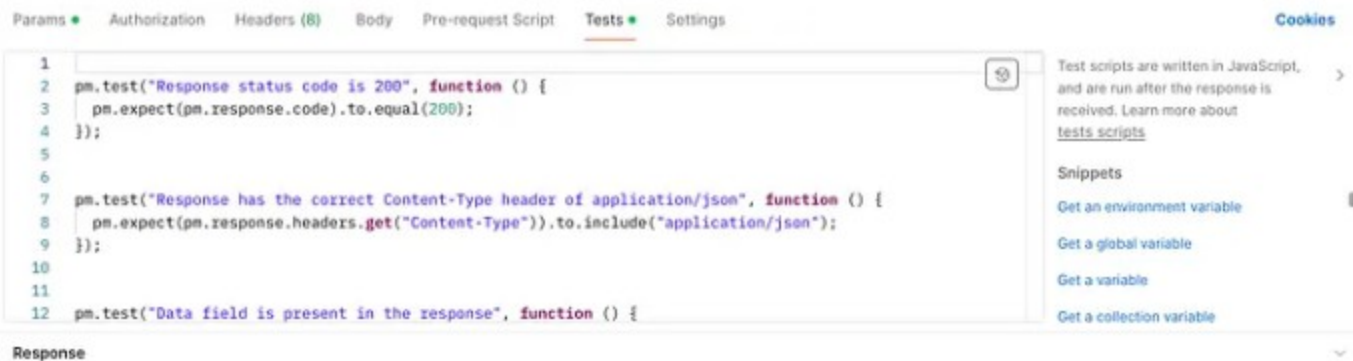 Params Authorization Headers (8) Body Pre-request Script Tests Settings Cookies
1
2 pm.test("Response status code is 200", function () {
3   pm.expect(pm.response.code).to.equal(200);
4 });
5
6
7 pm.test("Response has the correct Content-Type header of application/json", function () {
8   pm.expect(pm.response.headers.get("Content-Type")).to.include("application/json");
9 });
10
11
12 pm.test("Data field is present in the response", function () {
Test scripts are written in JavaScript,
and are run after the response is
received. Learn more about
tests scripts
Snippets
Get an environment variable
Get a global variable
Get a variable
Get a collection variable
Response